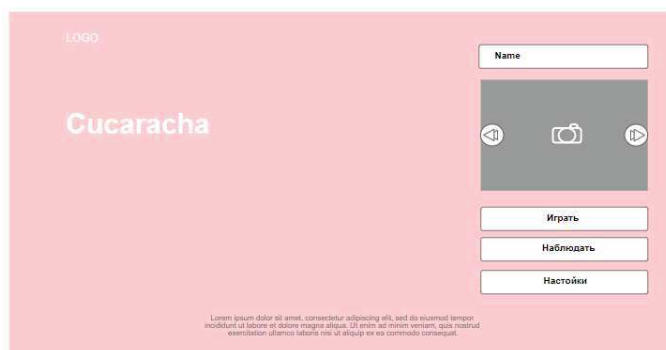 LOGO
Name
Cucaracha
Играть
Наблюдать
Настойки
Lorem ipsum dolor sit amet, consectetur adipiscing elit, sed do eiusmod tempor
incididunt ut labore et dolore magna aliqua. Ut enim ad minim veniam, quis nostrud
exercitation ullamco laboris nisi ut aliquip ex ea commodo consequat.